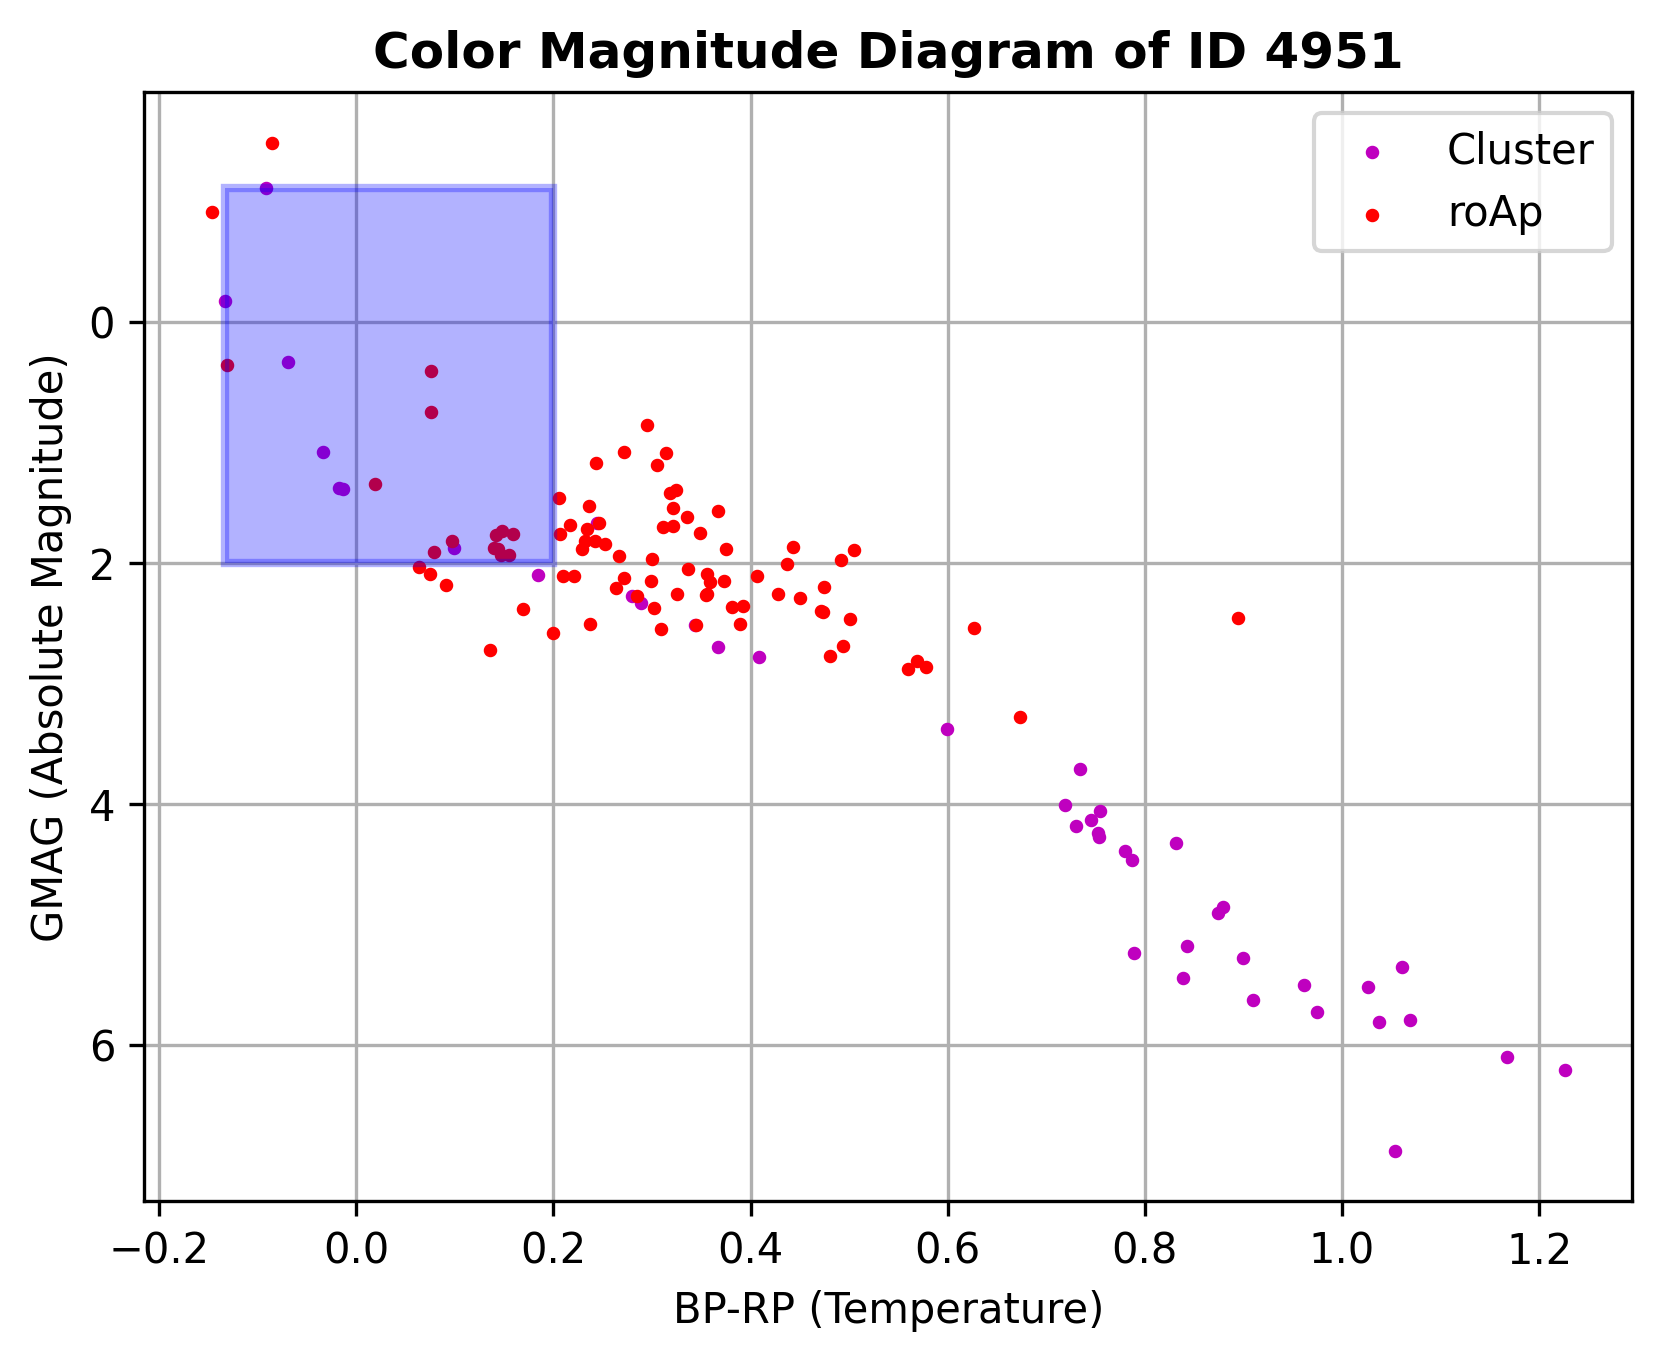 Color Magnitude Diagram of ID 4951
Cluster
roAp
GMAG (Absolute Magnitude)
0
2
4
6
−0.2 0.0 0.2 0.4 0.6 0.8 1.0 1.2
BP-RP (Temperature)